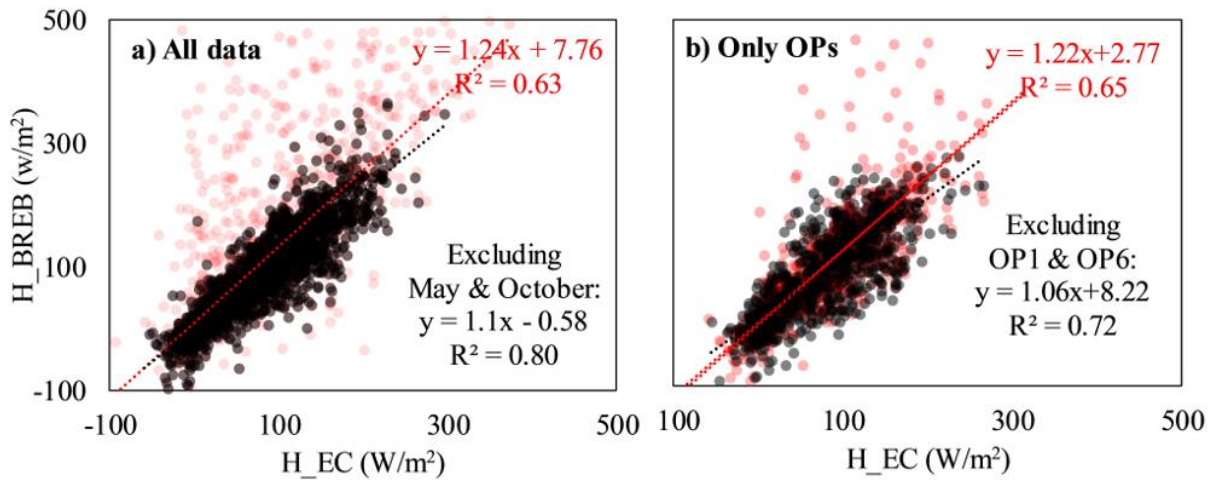 a) All data
y = 1.24x + 7.76
R² = 0.63
Excluding
May & October:
y = 1.1x - 0.58
R² = 0.80
H_BREB (w/m²)
500
300
100
-100
-100 100 300 500
H_EC (W/m²)
b) Only OPs
y = 1.22x+2.77
R² = 0.65
Excluding
OP1 & OP6:
y = 1.06x+8.22
R² = 0.72
100 100 300 500
H_EC (W/m²)